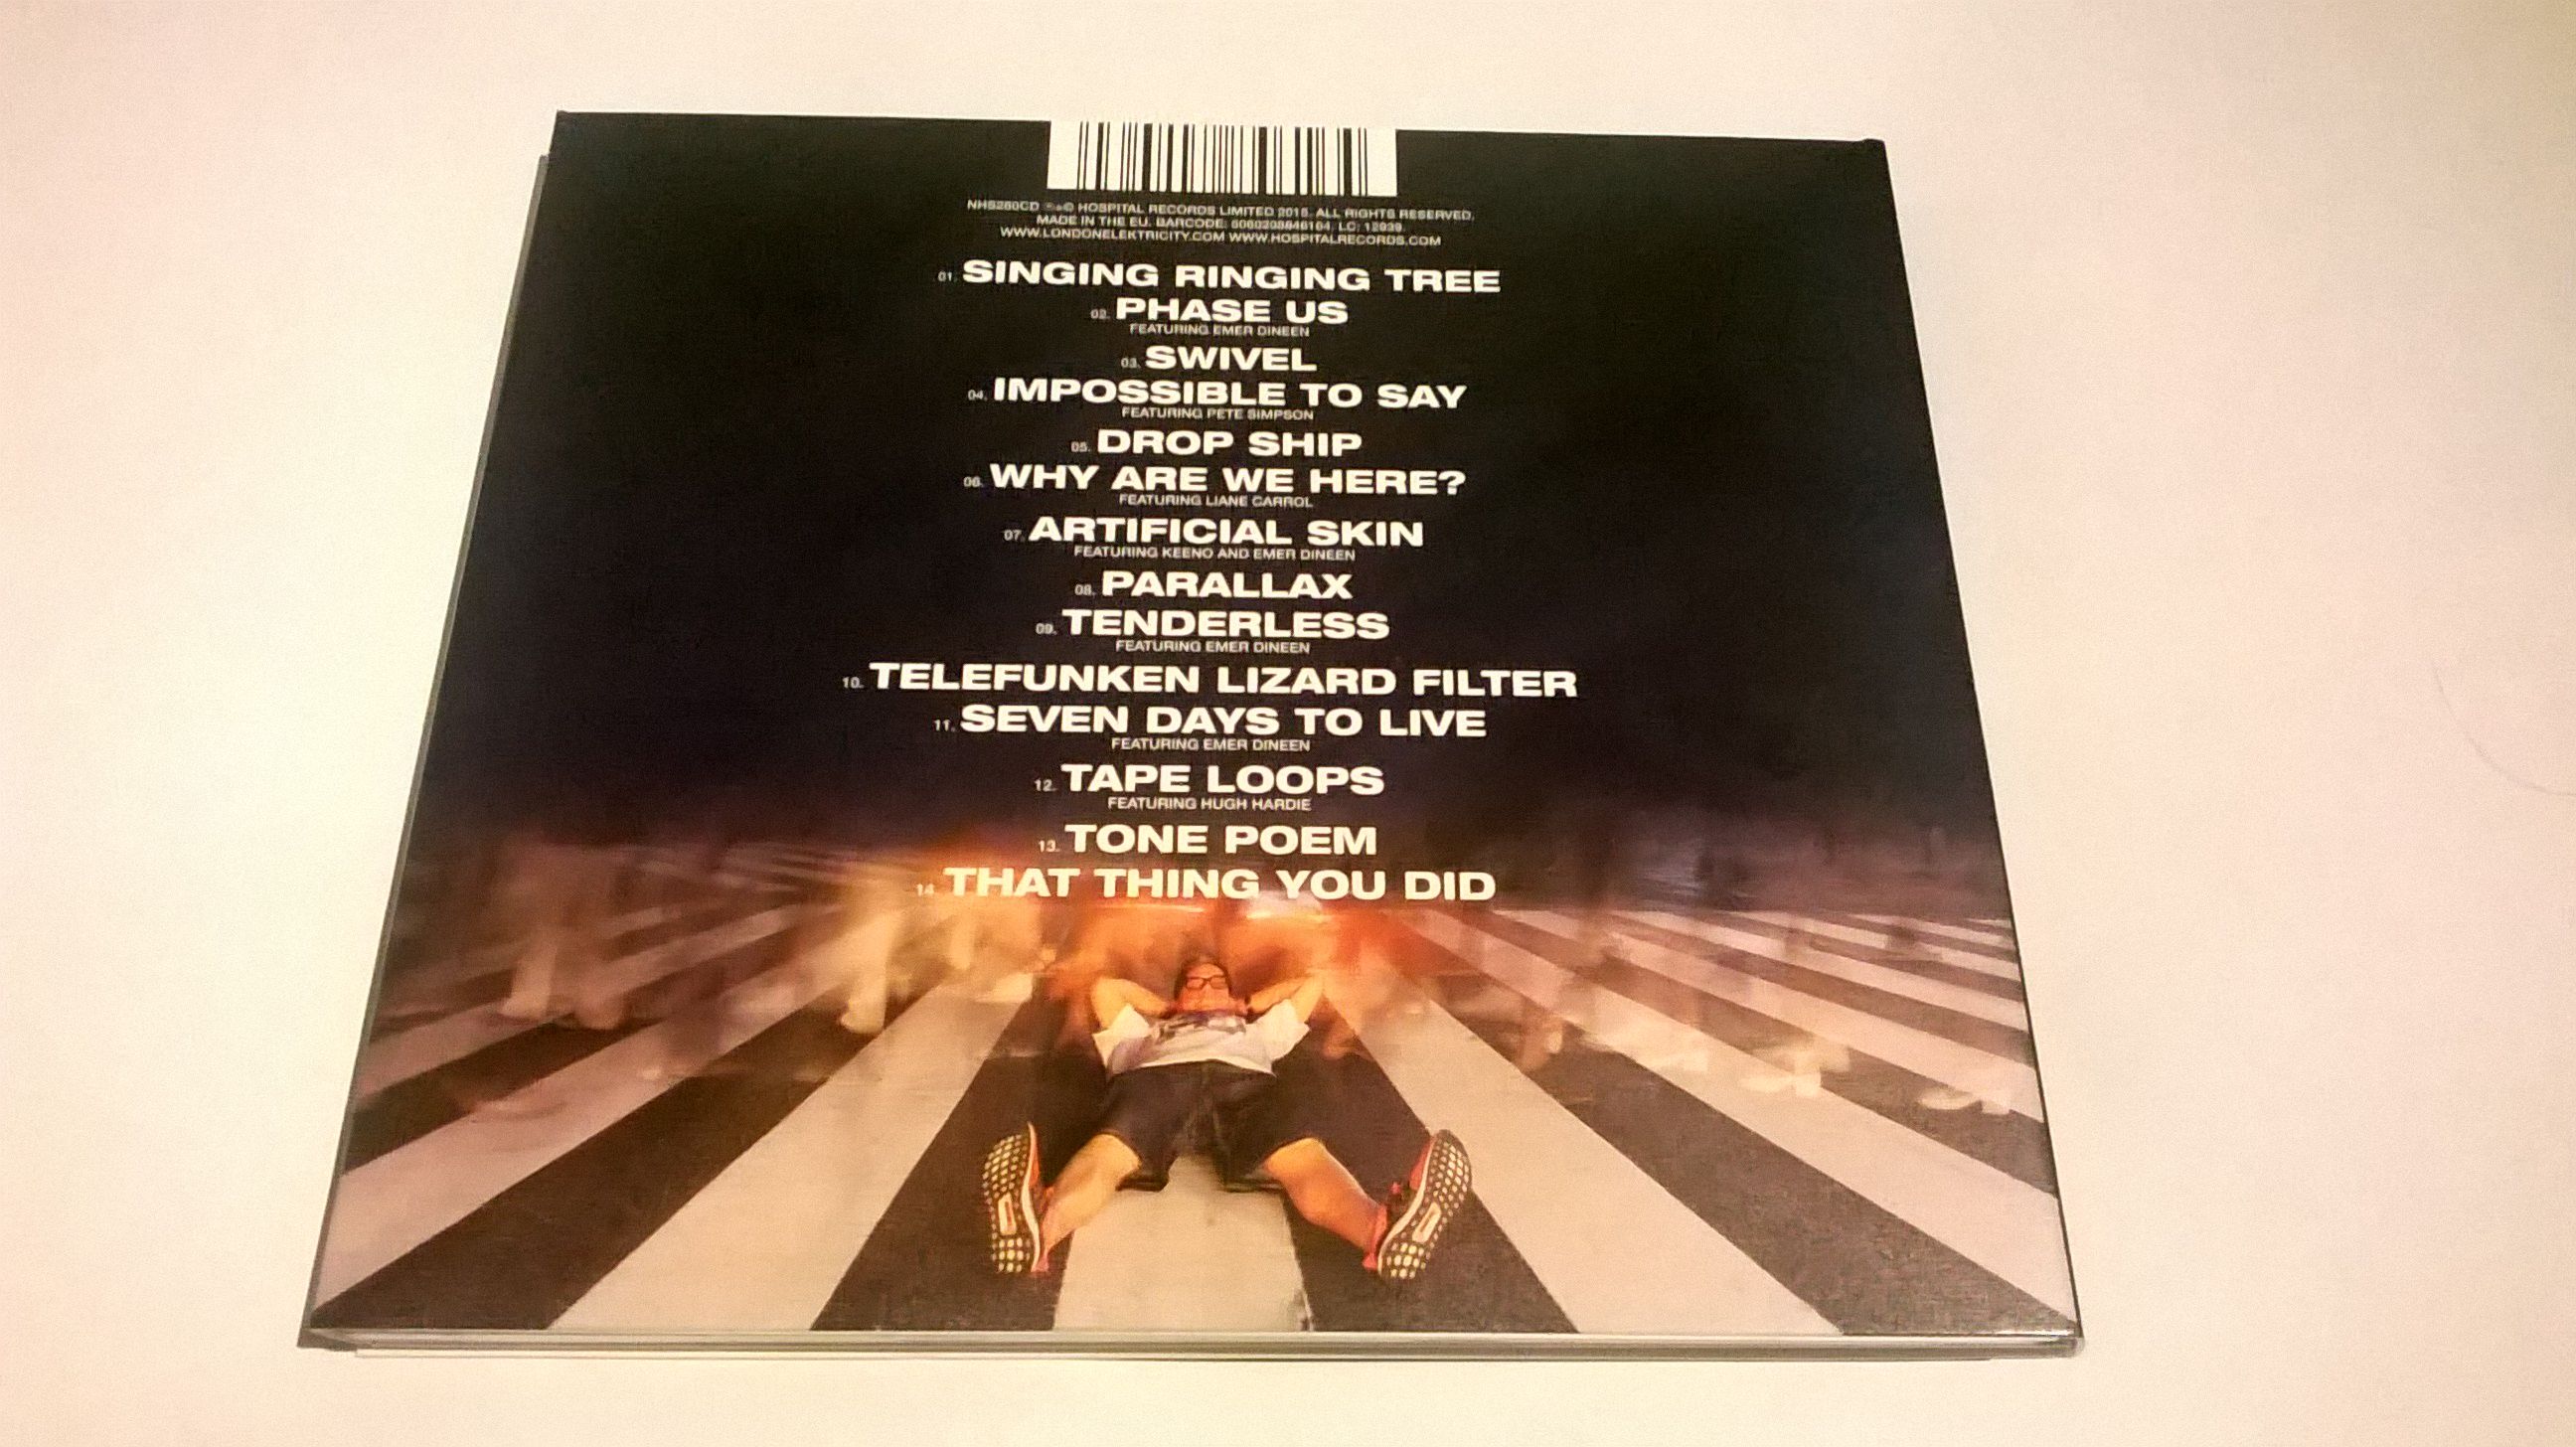 NHS260CD ℗&© HOSPITAL RECORDS LIMITED 2015. ALL RIGHTS RESERVED.
MADE IN THE EU. BARCODE: LC: 12939.
WWW.LONDONELEKTRICITY.COM WWW.HOSPITALRECORDS.COM
01. SINGING RINGING TREE
02. PHASE US
FEATURING EMER DINEEN
03. SWIVEL
04. IMPOSSIBLE TO SAY
FEATURING PETE SIMPSON
05. DROP SHIP
06. WHY ARE WE HERE?
FEATURING LIANE CARROL
07. ARTIFICIAL SKIN
FEATURING KEENO AND EMER DINEEN
08. PARALLAX
09. TENDERLESS
FEATURING EMER DINEEN
10. TELEFUNKEN LIZARD FILTER
11. SEVEN DAYS TO LIVE
FEATURING EMER DINEEN
12. TAPE LOOPS
FEATURING HUGH HARDIE
13. TONE POEM
14. THAT THING YOU DID